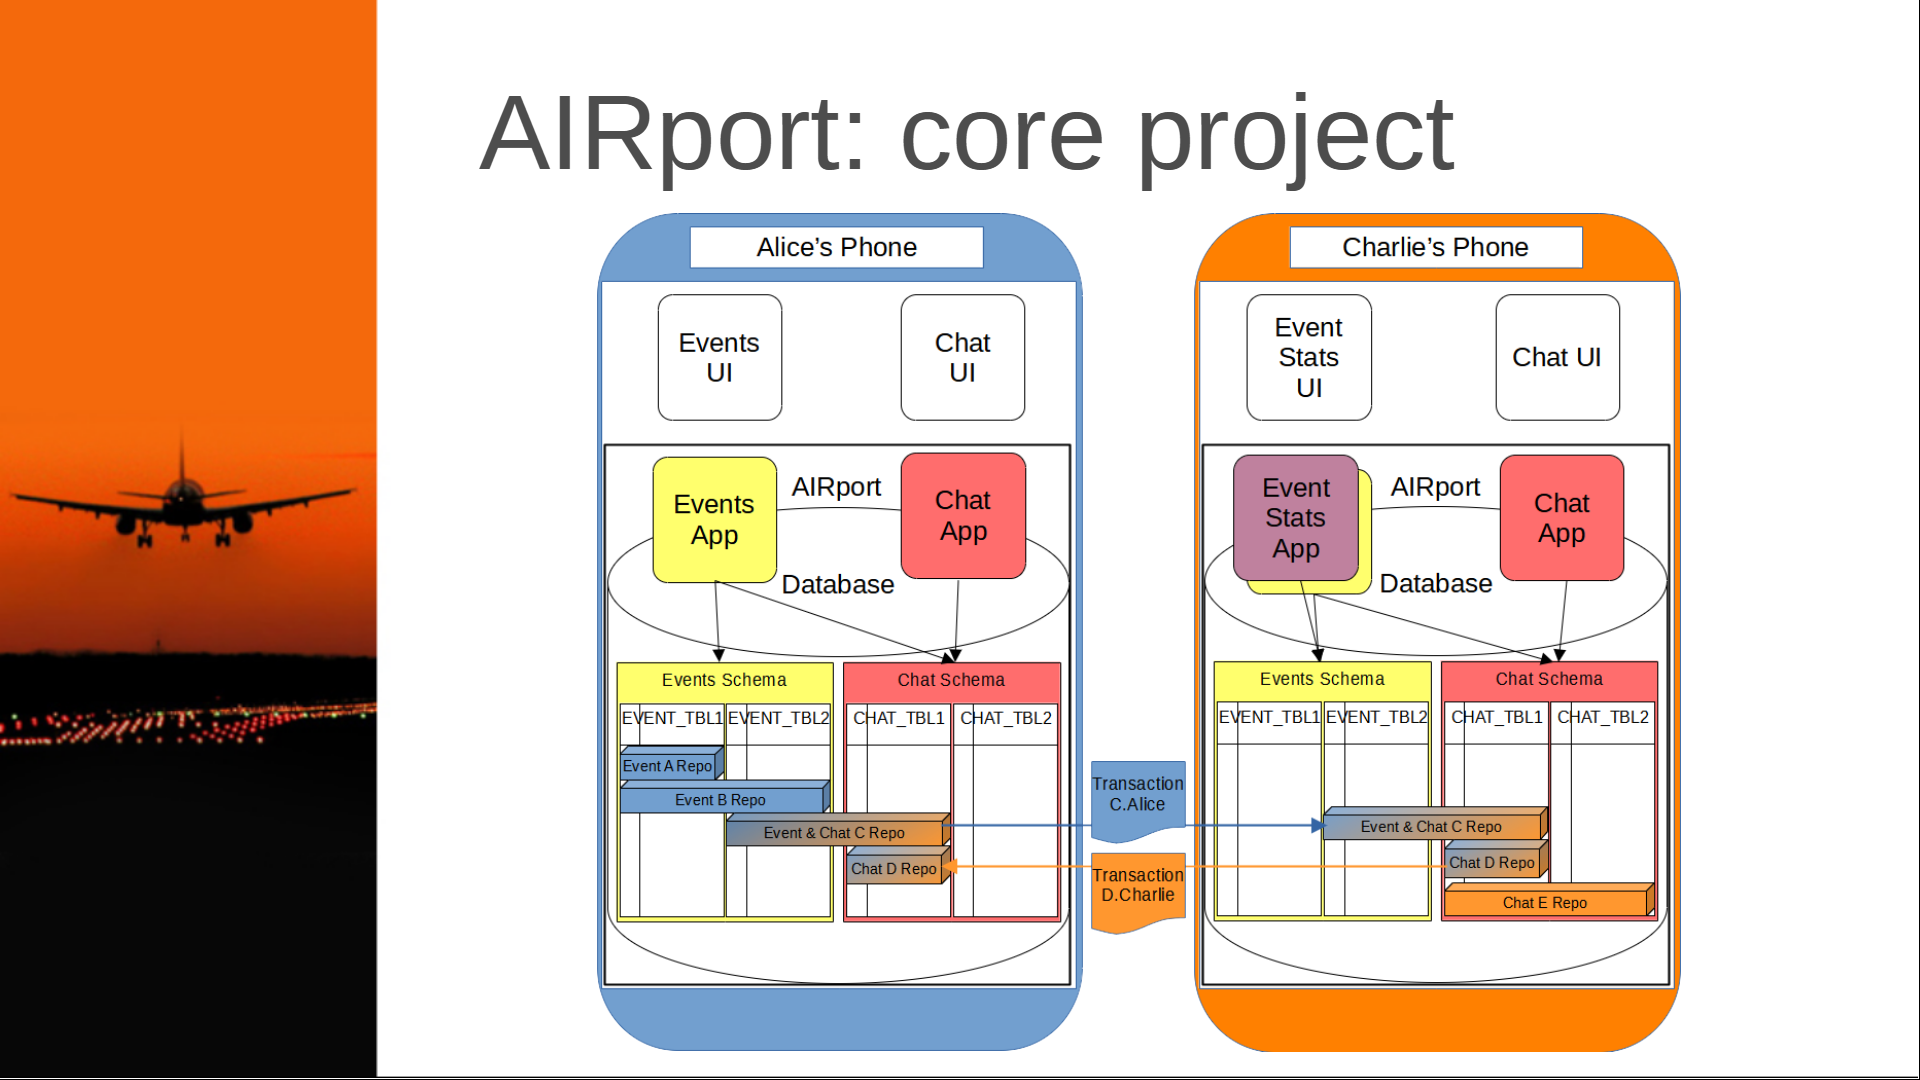 AIRport: core project
Alice's Phone
Events
UI
Chat
UI
Events
App
AIRport
Chat
App
Database
Events Schema
Chat Schema
EVENT_TBL1
EVENT_TBL2
CHAT_TBL1
CHAT_TBL2
Event A Repo
Event B Repo
Event & Chat C Repo
Chat D Repo
Transaction
C.Alice
Transaction
D.Charlie
Charlie's Phone
Event
Stats
UI
Chat UI
Event
Stats
App
AIRport
Chat
App
Database
Events Schema
Chat Schema
EVENT_TBL1
EVENT_TBL2
CHAT_TBL1
CHAT_TBL2
Event & Chat C Repo
Chat D Repo
Chat E Repo